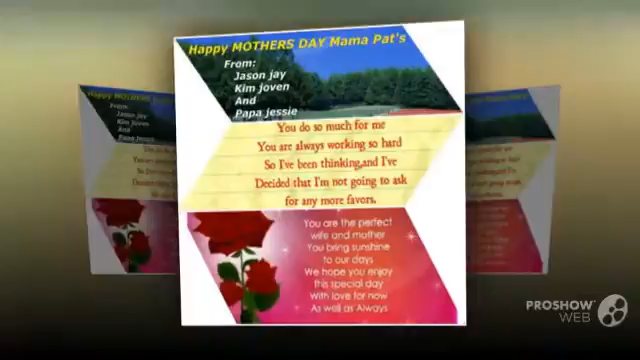 Happy MOTHERS DAY Mama Pat's
From:
Jason jay
Kim joven
And
Papa jessie
You do so much for me
You are always working so hard
So I've been thinking,and I've
Decided that I'm not going to ask
for any more favors.
You are the perfect
wife and mother
You bring sunshine
to our days
We hope you enjoy
this special day
With love for now
As well as Always
PROSHOW
WEB